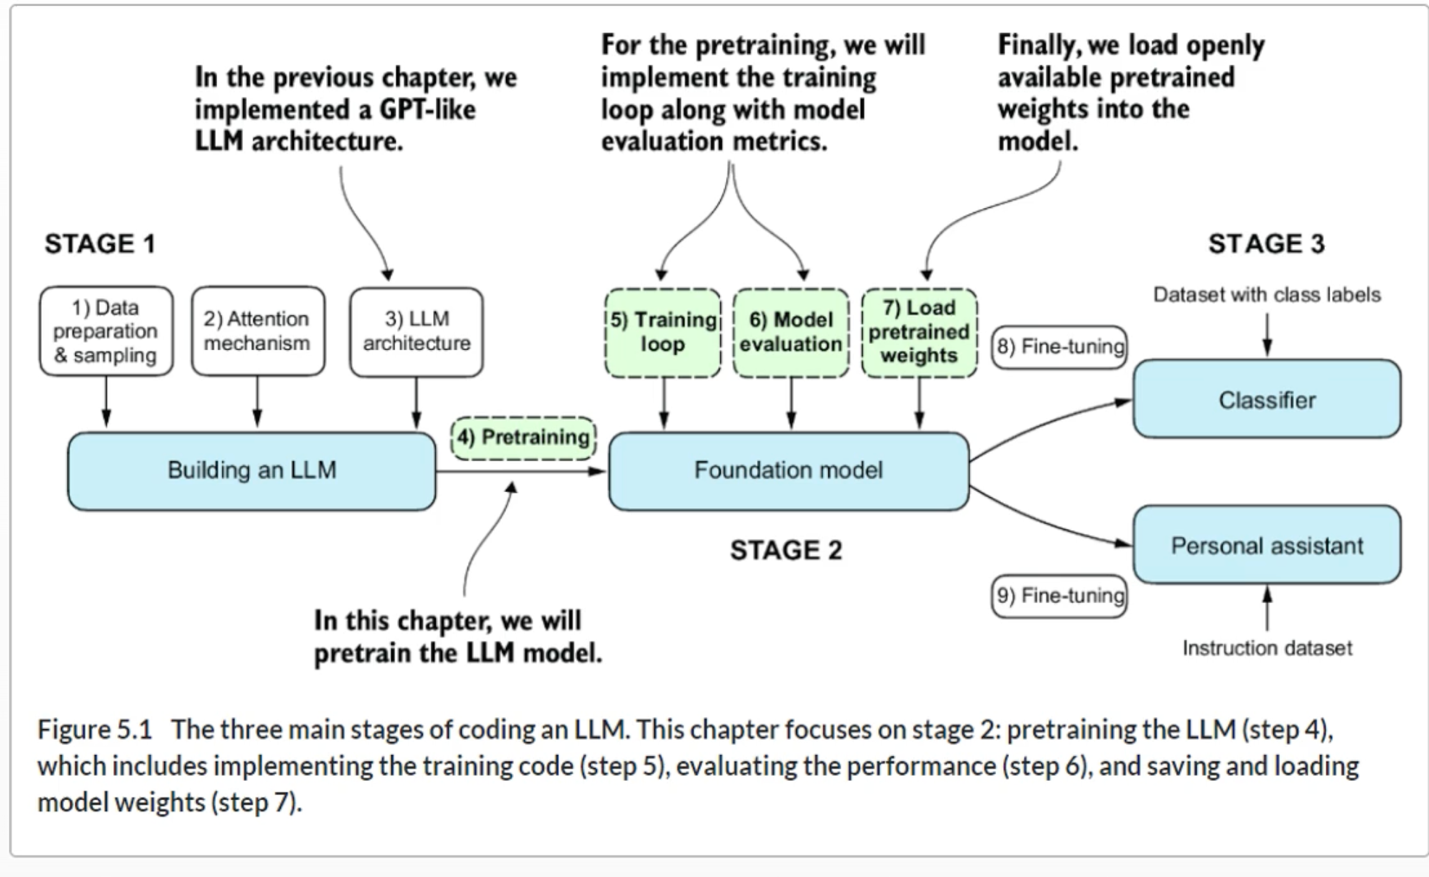 In the previous chapter, we
implemented a GPT-like
LLM architecture.
For the pretraining, we will
implement the training
loop along with model
evaluation metrics.
Finally, we load openly
available pretrained
weights into the
model.
STAGE 1
1) Data
preparation
& sampling
2) Attention
mechanism
3) LLM
architecture
Building an LLM
4) Pretraining
In this chapter, we will
pretrain the LLM model.
5) Training
loop
6) Model
evaluation
7) Load
pretrained
weights
Foundation model
STAGE 2
STAGE 3
8) Fine-tuning
Dataset with class labels
Classifier
Personal assistant
9) Fine-tuning
Instruction dataset
Figure 5.1 The three main stages of coding an LLM. This chapter focuses on stage 2: pretraining the LLM (step 4),
which includes implementing the training code (step 5), evaluating the performance (step 6), and saving and loading
model weights (step 7).